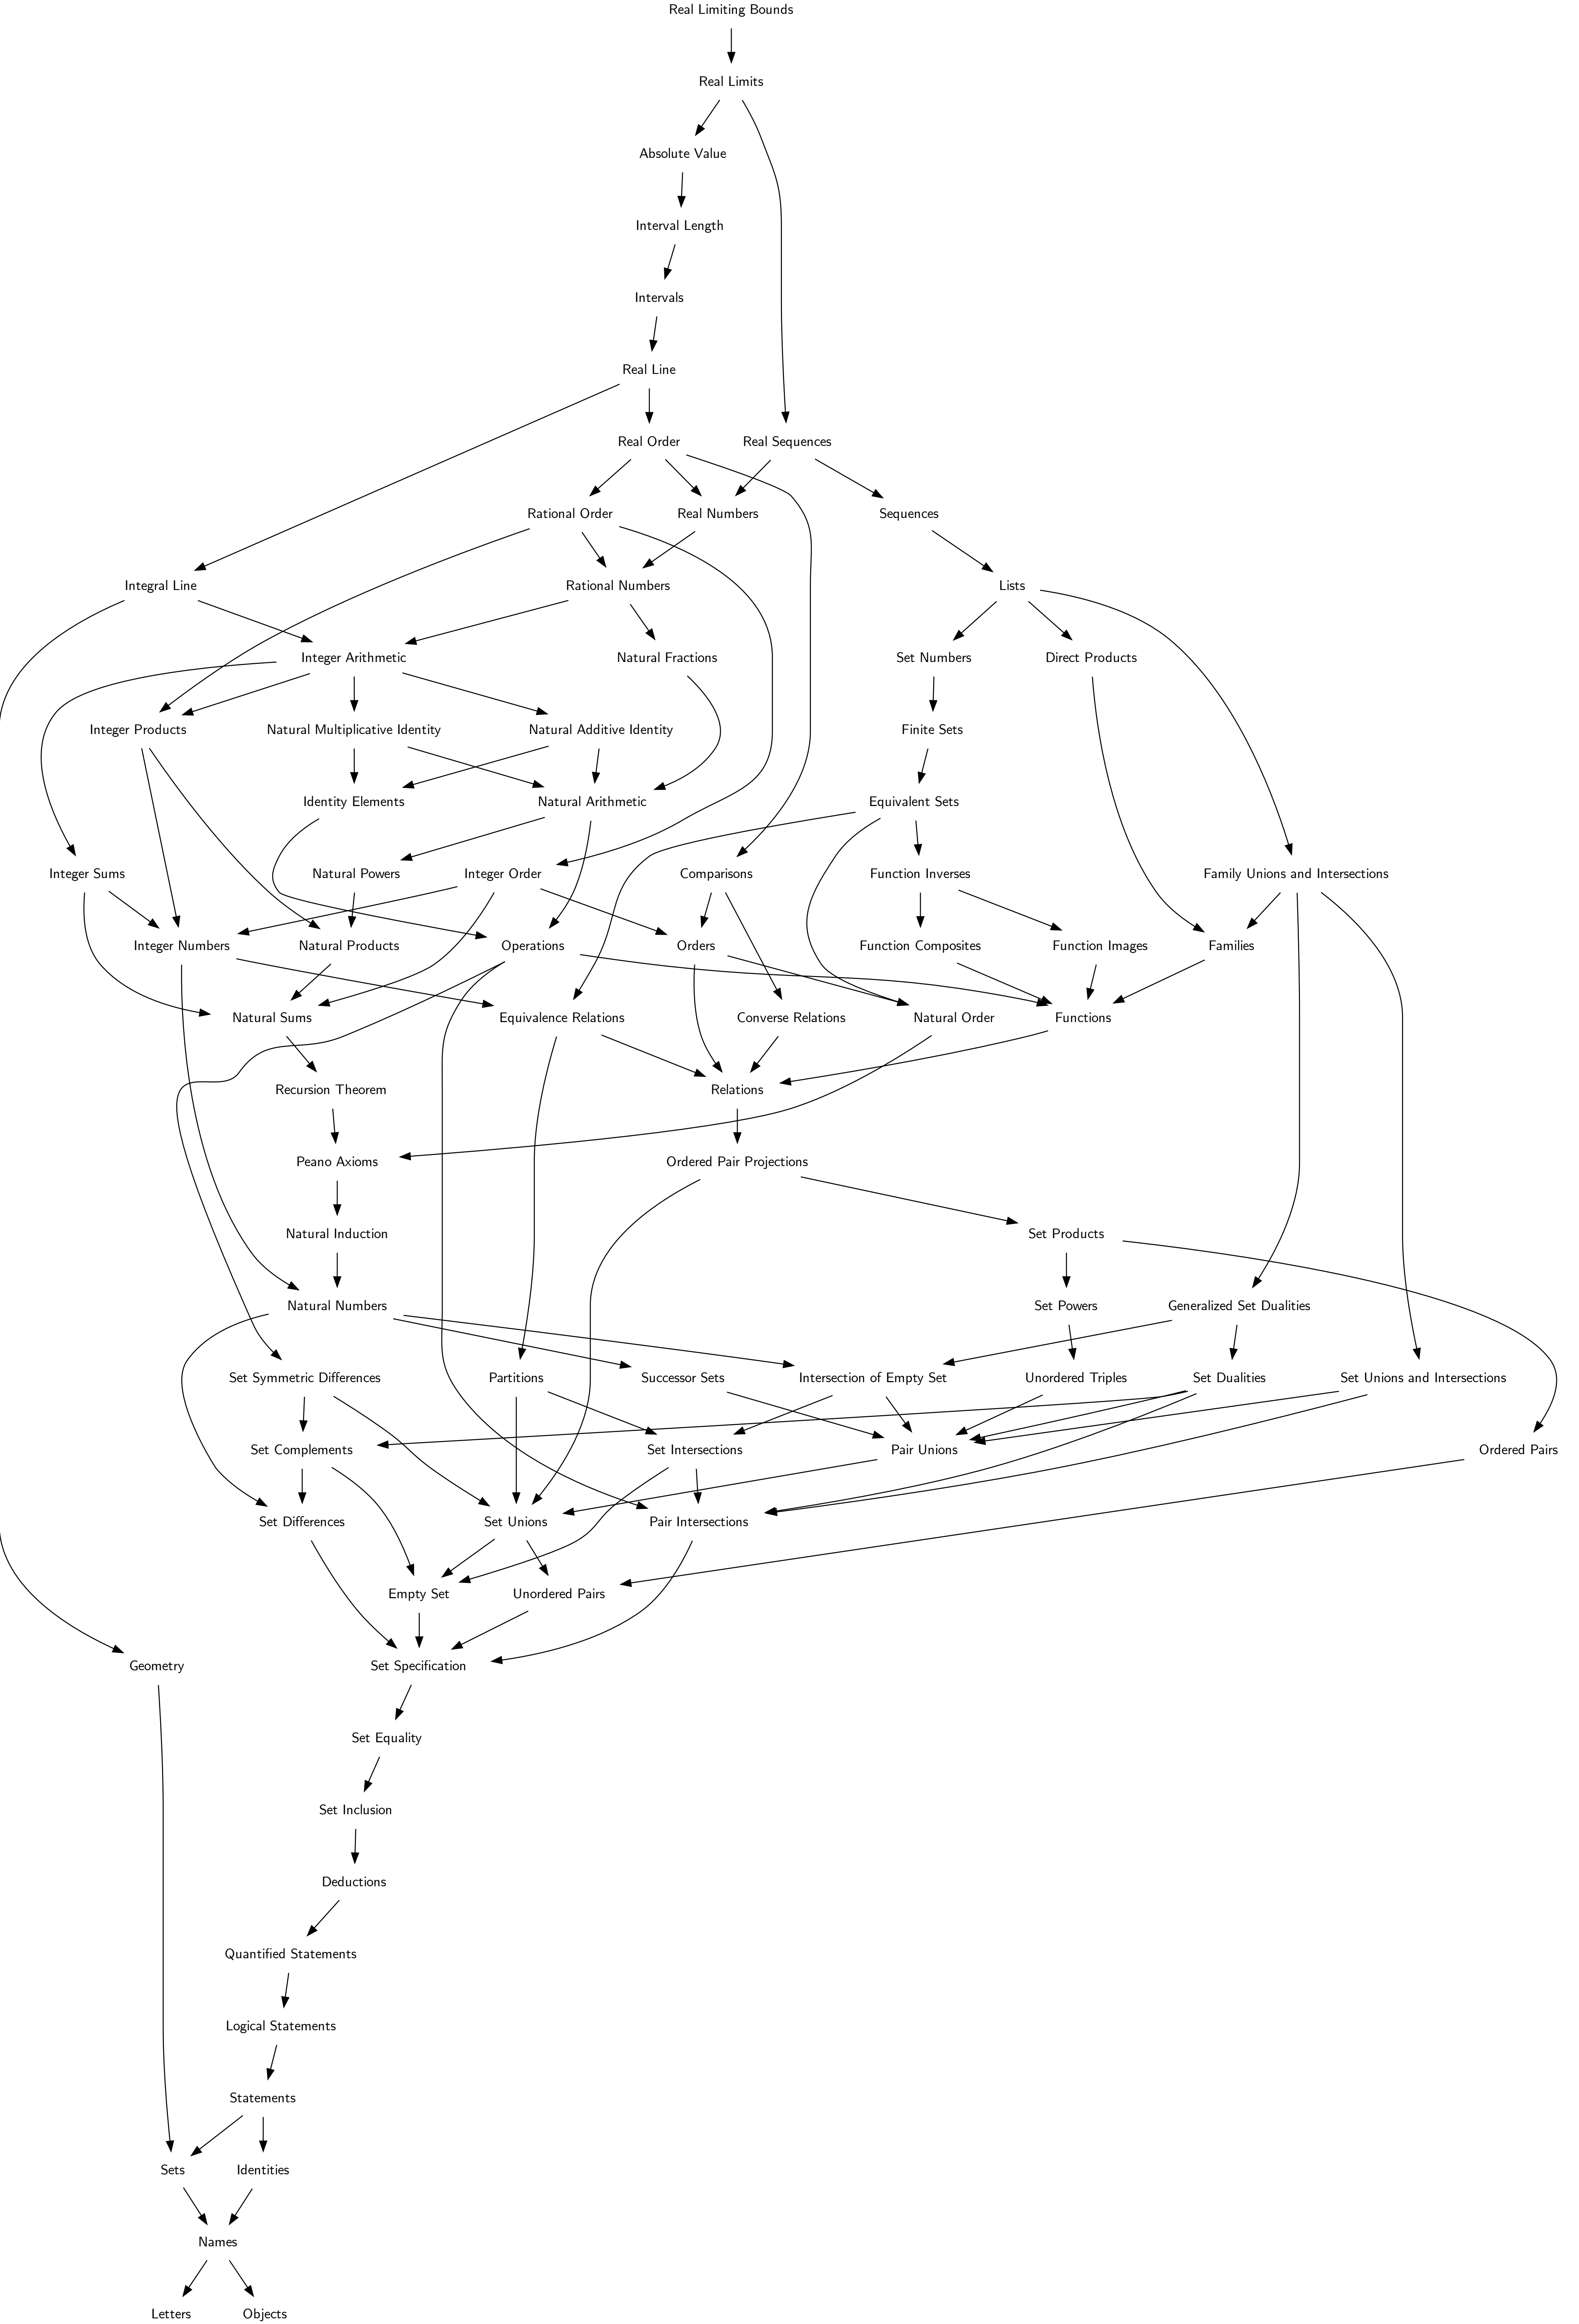 Real Limiting Bounds
Real Limits
Absolute Value
Interval Length
Intervals
Real Line
Real Order
Real Sequences
Rational Order
Real Numbers
Sequences
Integral Line
Rational Numbers
Lists
Integer Arithmetic
Natural Fractions
Set Numbers
Direct Products
Integer Products
Natural Multiplicative Identity
Natural Additive Identity
Finite Sets
Identity Elements
Natural Arithmetic
Equivalent Sets
Integer Sums
Natural Powers
Integer Order
Comparisons
Function Inverses
Family Unions and Intersections
Integer Numbers
Natural Products
Operations
Orders
Function Composites
Function Images
Families
Natural Sums
Equivalence Relations
Converse Relations
Natural Order
Functions
Recursion Theorem
Relations
Peano Axioms
Ordered Pair Projections
Natural Induction
Set Products
Natural Numbers
Set Powers
Generalized Set Dualities
Set Symmetric Differences
Partitions
Successor Sets
Intersection of Empty Set
Unordered Triples
Set Dualities
Set Unions and Intersections
Set Complements
Set Intersections
Pair Unions
Ordered Pairs
Set Differences
Set Unions
Pair Intersections
Empty Set
Unordered Pairs
Geometry
Set Specification
Set Equality
Set Inclusion
Deductions
Quantified Statements
Logical Statements
Statements
Sets
Identities
Names
Letters
Objects